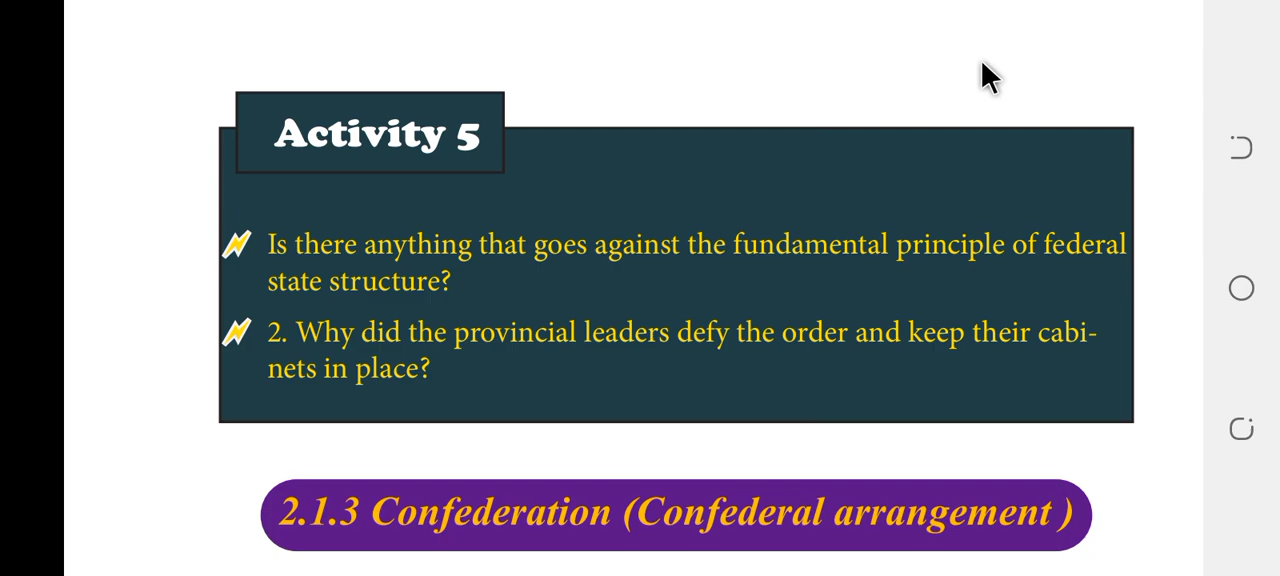 Activity 5
Is there anything that goes against the fundamental principle of federal
state structure?
2. Why did the provincial leaders defy the order and keep their cabi-
nets in place?
2.1.3 Confederation (Confederal arrangement )